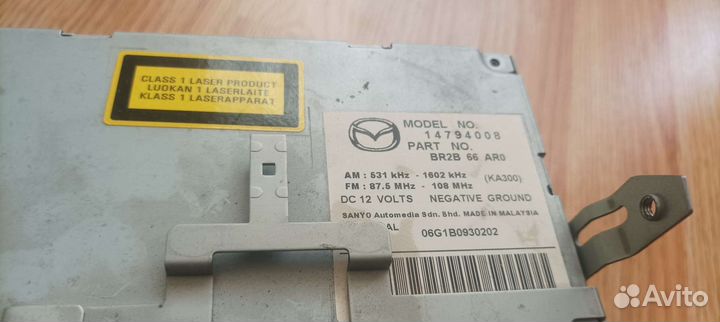 CLASS 1 LASER PRODUCT
LUOKAN 1 LASERLAITE
KLASS 1 LASERAPPARAT
MODEL NO.
14794008
PART NO.
BR2B 66 AR0
AM : 531 kHz - 1602 kHz (KA300)
FM : 87.5 MHz - 108 MHz
DC 12 VOLTS NEGATIVE GROUND
SANYO Automedia Sdn. Bhd. MADE IN MALAYSIA
06G1B0930202
Avito